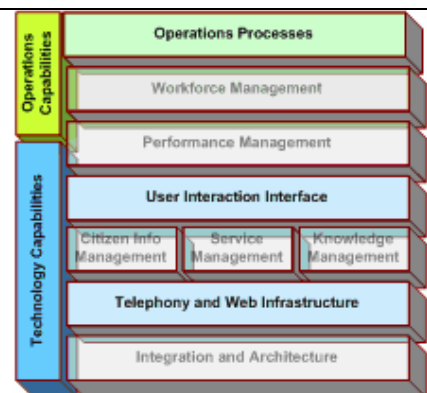 Operations
Capabilities
Operations Processes
Workforce Management
Performance Management
Technology Capabilities
User Interaction Interface
Citizen Info
Management
Service
Management
Knowledge
Management
Telephony and Web Infrastructure
Integration and Architecture